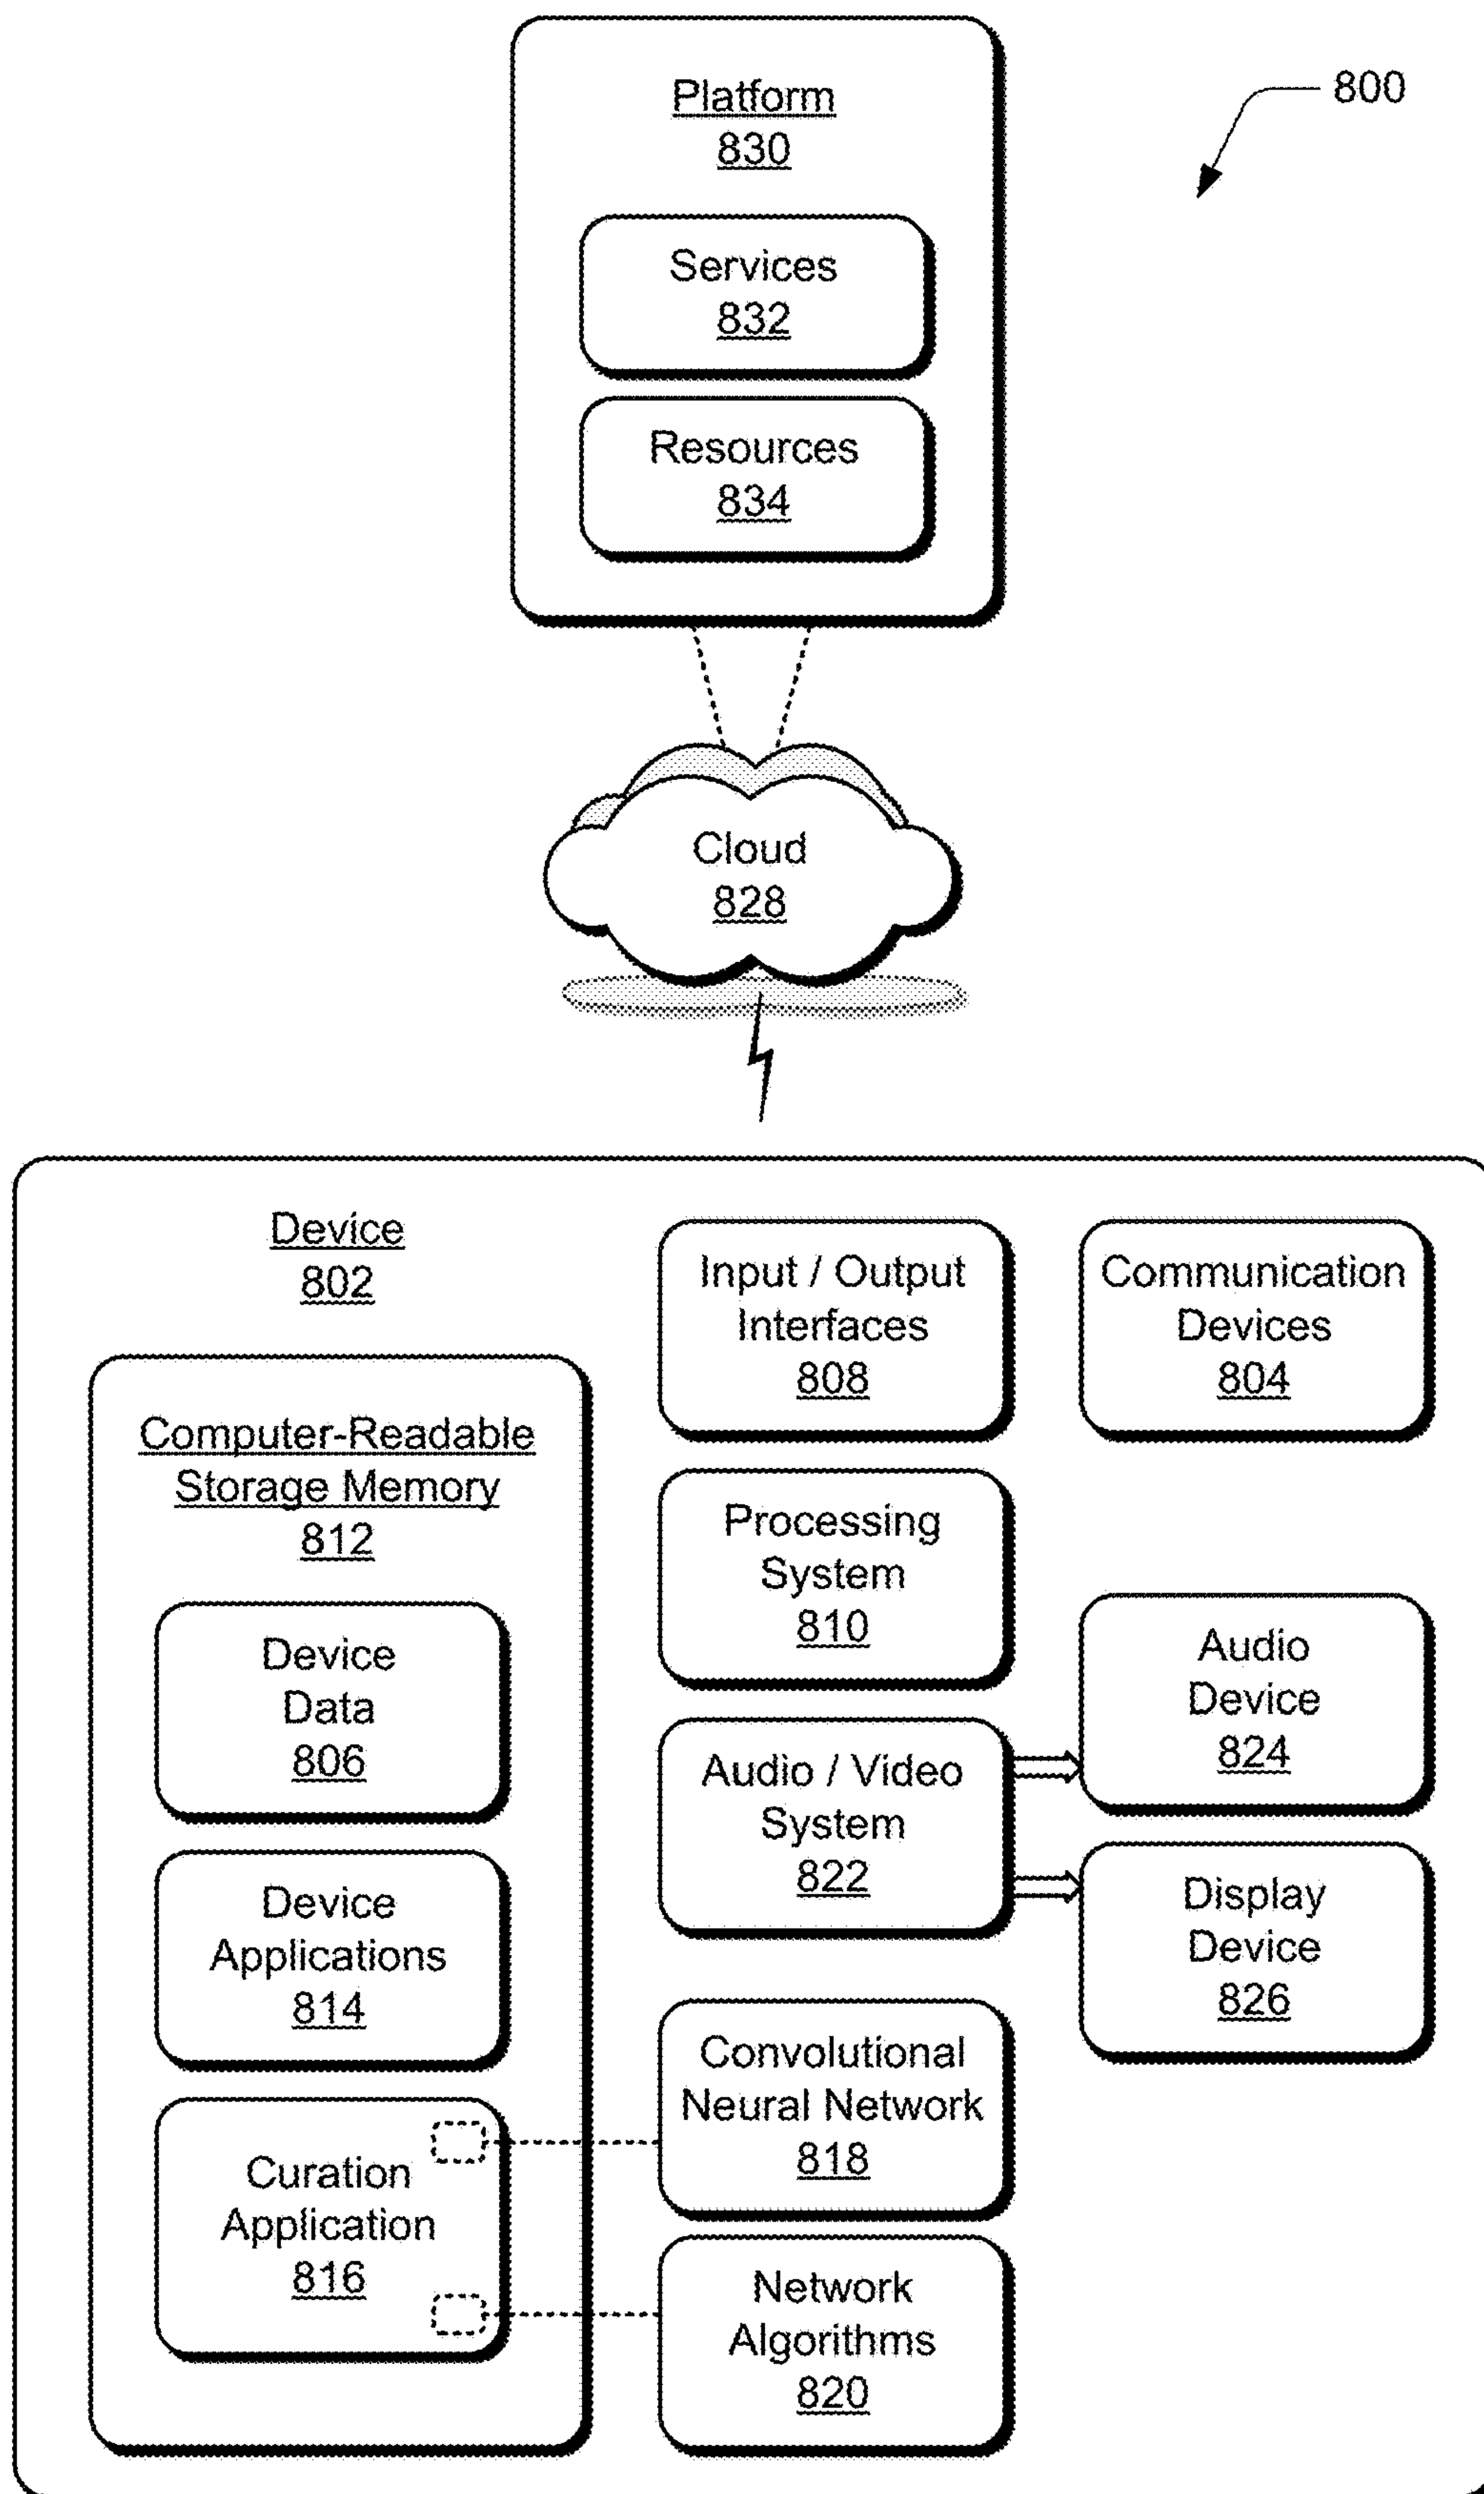 800
Platform
830
Services
832
Resources
834
Cloud
828
Device
802
Computer-Readable
Storage Memory
812
Device
Data
806
Device
Applications
814
Curation
Application
816
Input / Output
Interfaces
808
Processing
System
810
Audio / Video
System
822
Convolutional
Neural Network
818
Network
Algorithms
820
Communication
Devices
804
Audio
Device
824
Display
Device
826